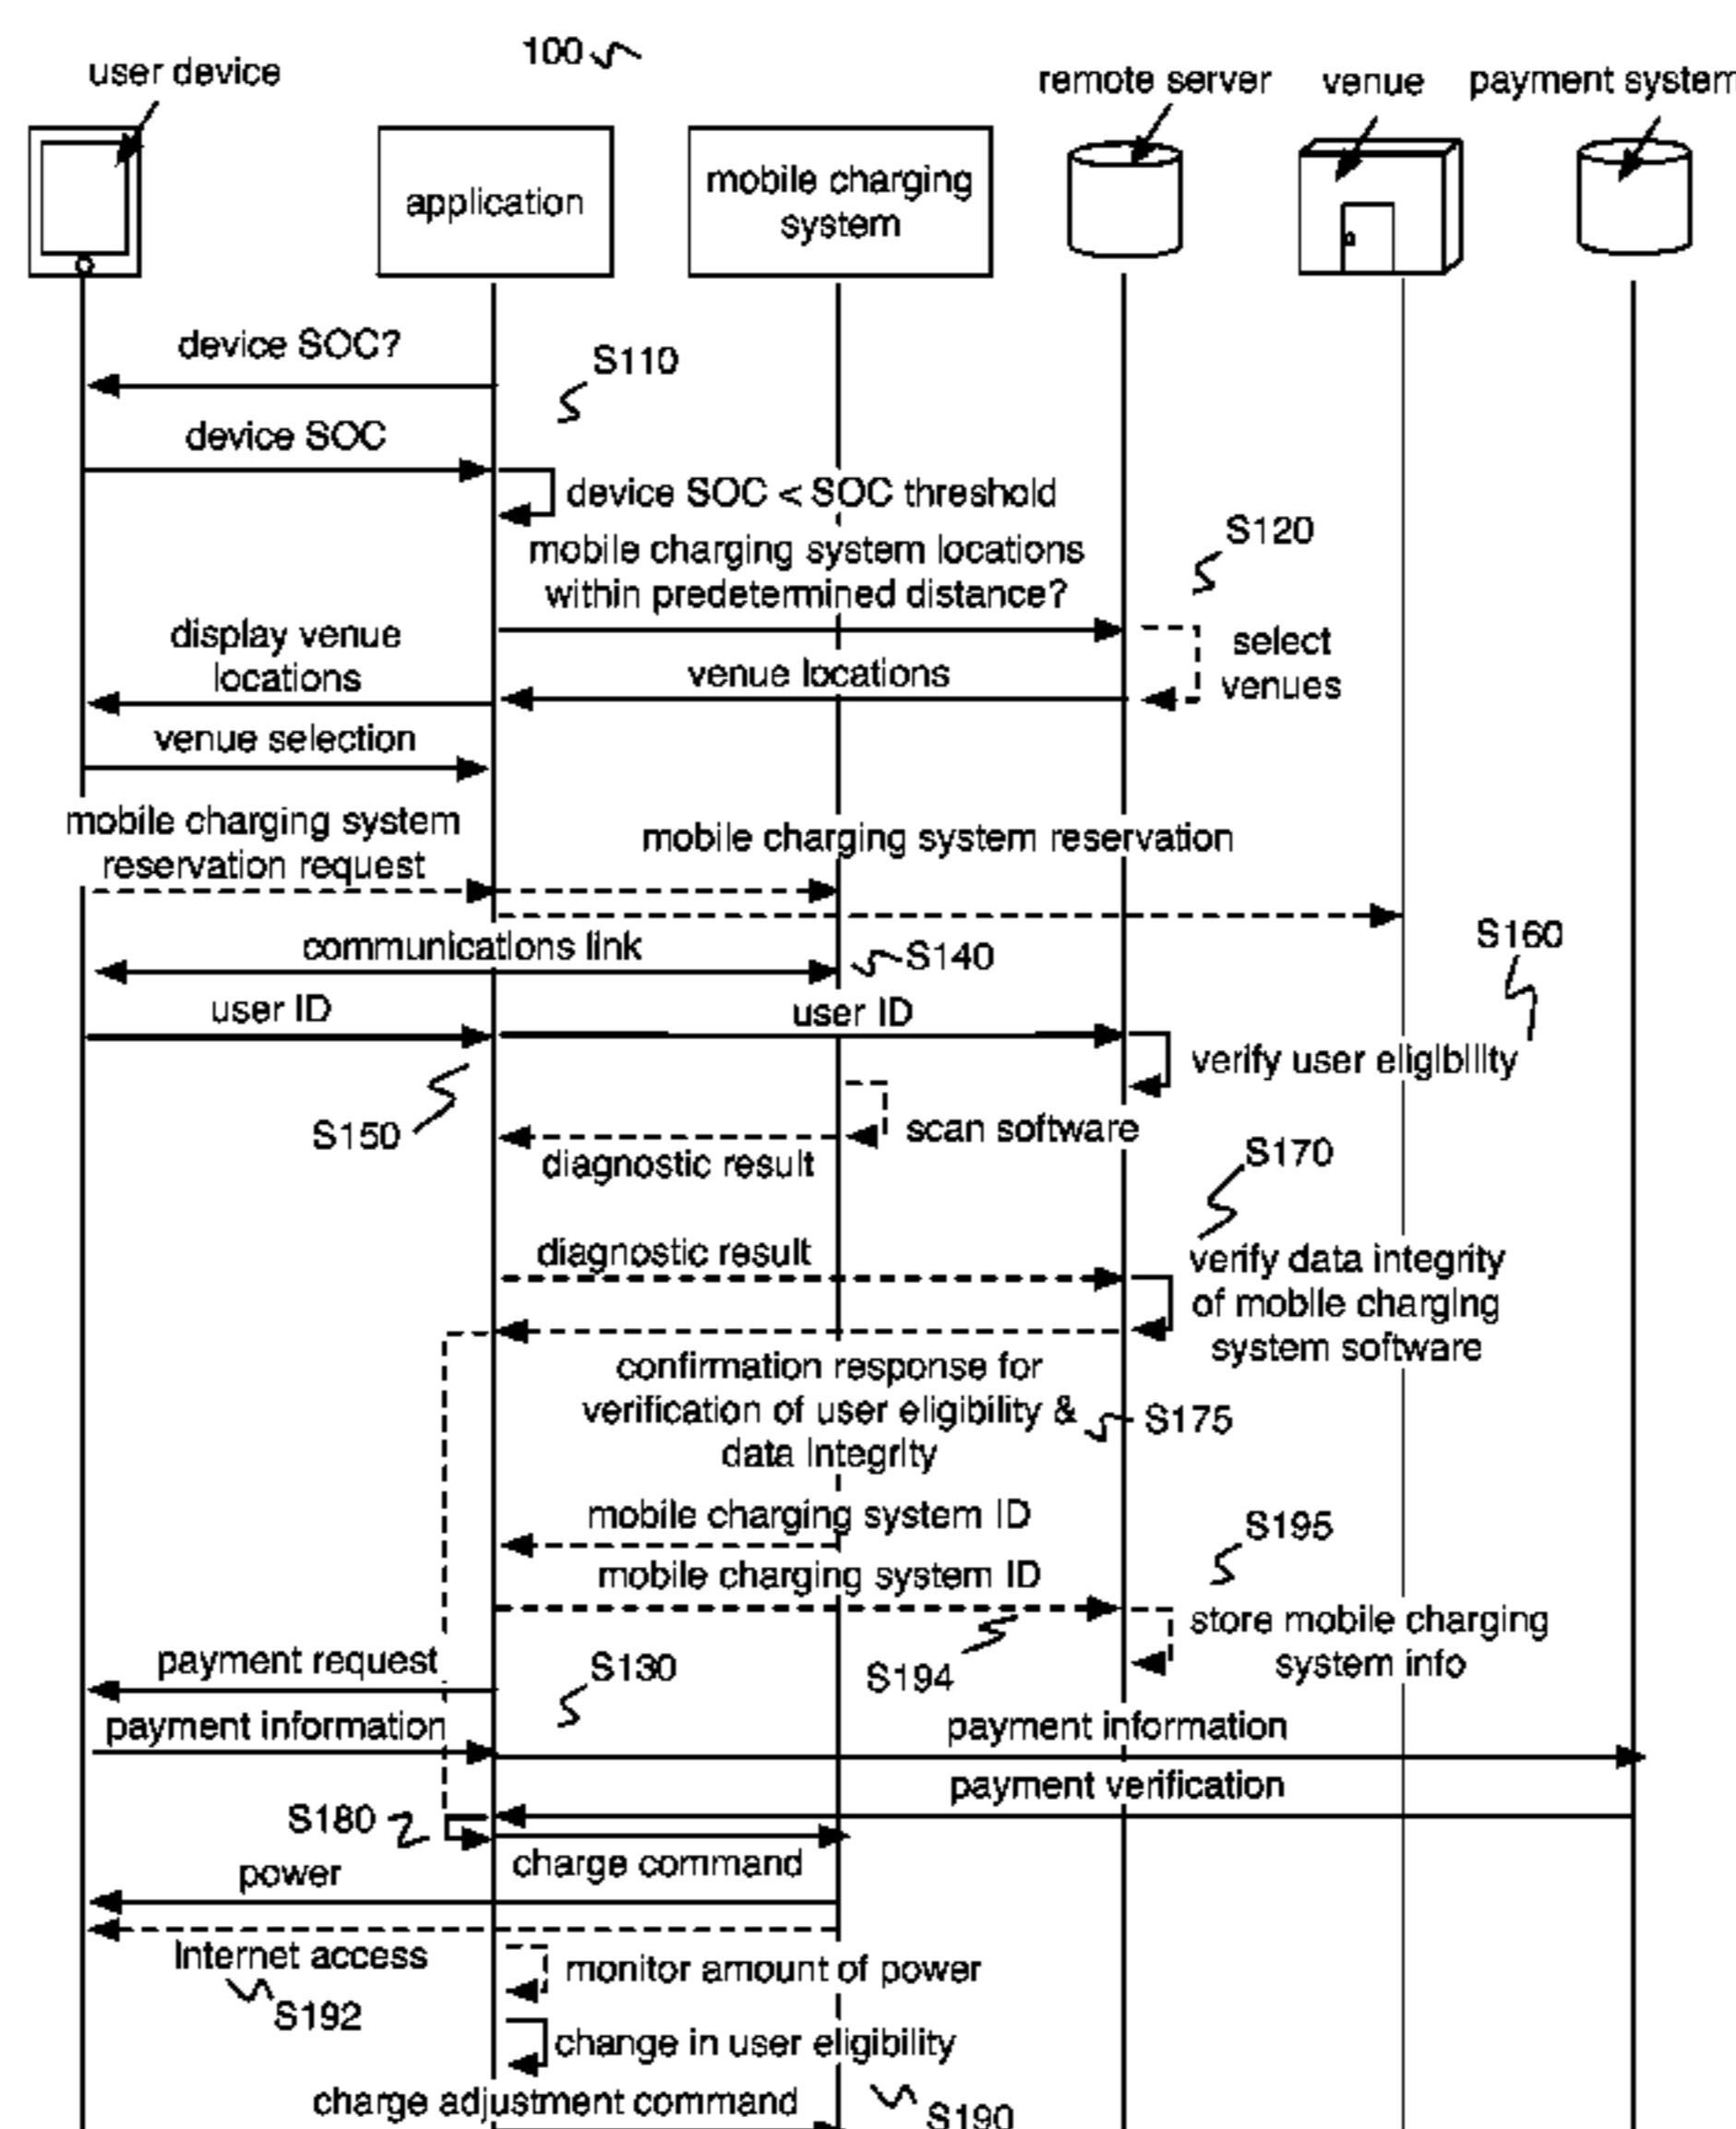 100
user device
remote server
venue
payment system
application
mobile charging
system
device SOC?
S110
device SOC
device SOC < SOC threshold
S120
mobile charging system locations
within predetermined distance?
display venue
locations
select
venues
venue locations
venue selection
mobile charging system
reservation request
mobile charging system reservation
S160
communications link
S140
user ID
user ID
verify user eligibility
S150
scan software
diagnostic result
S170
diagnostic result
verify data integrity
of mobile charging
system software
confirmation response for
verification of user eligibility &
data integrity
S175
mobile charging system ID
S195
mobile charging system ID
store mobile charging
system info
S194
payment request
S130
payment information
payment information
payment verification
S180
charge command
power
Internet access
monitor amount of power
S192
change in user eligibility
charge adjustment command
S190